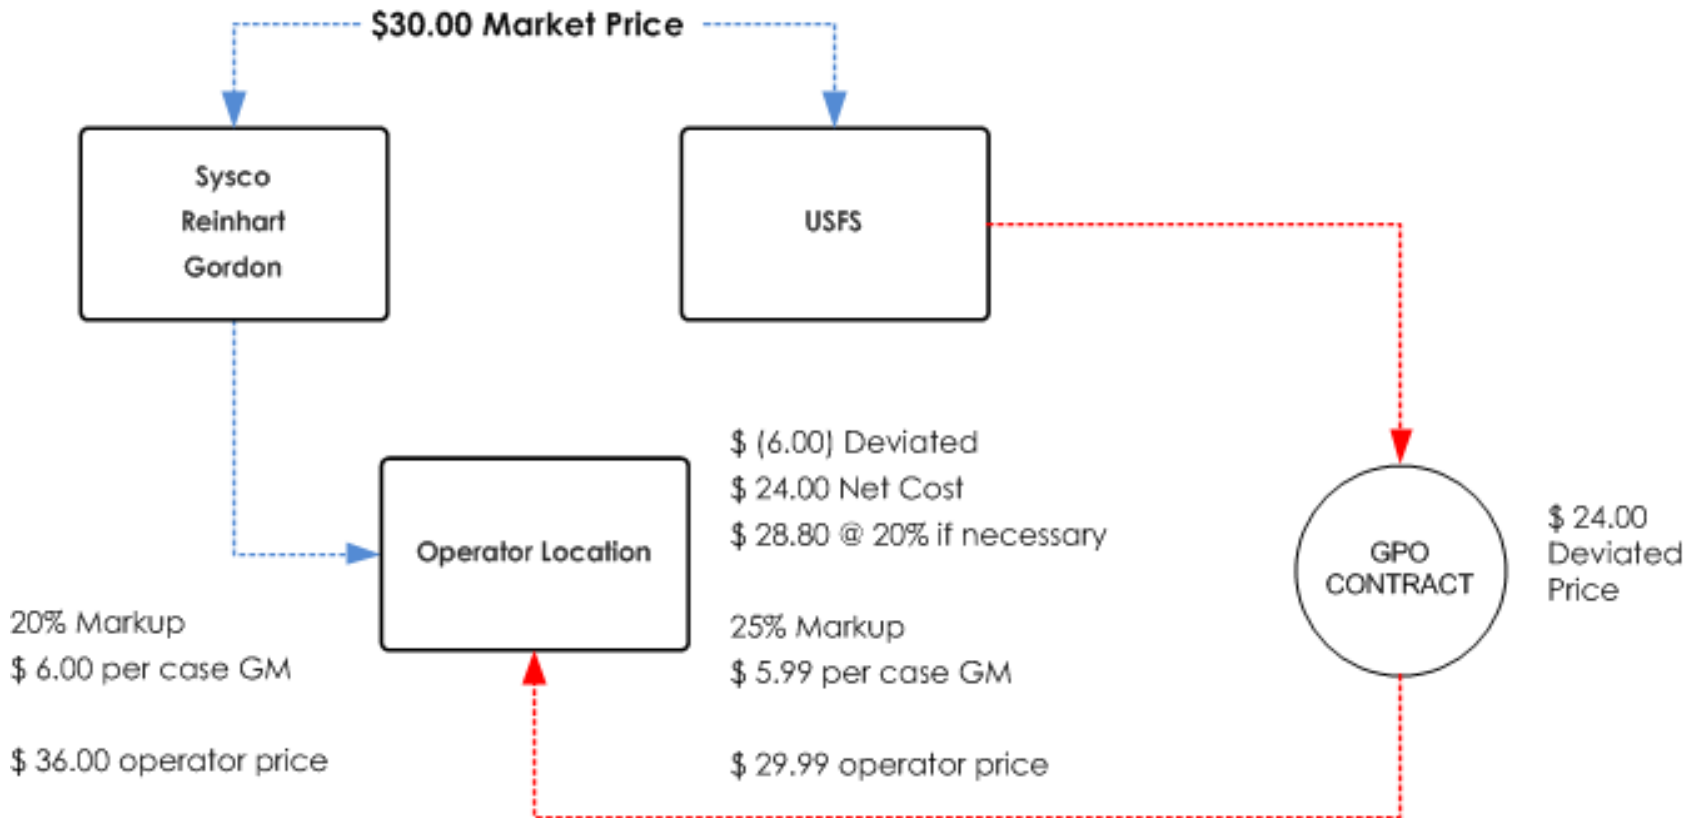 $30.00 Market Price
Sysco
Reinhart
Gordon
USFS
Operator Location
$ (6.00) Deviated
$ 24.00 Net Cost
$ 28.80 @ 20% if necessary
GPO
CONTRACT
$ 24.00
Deviated
Price
20% Markup
$ 6.00 per case GM
$ 36.00 operator price
25% Markup
$ 5.99 per case GM
$ 29.99 operator price